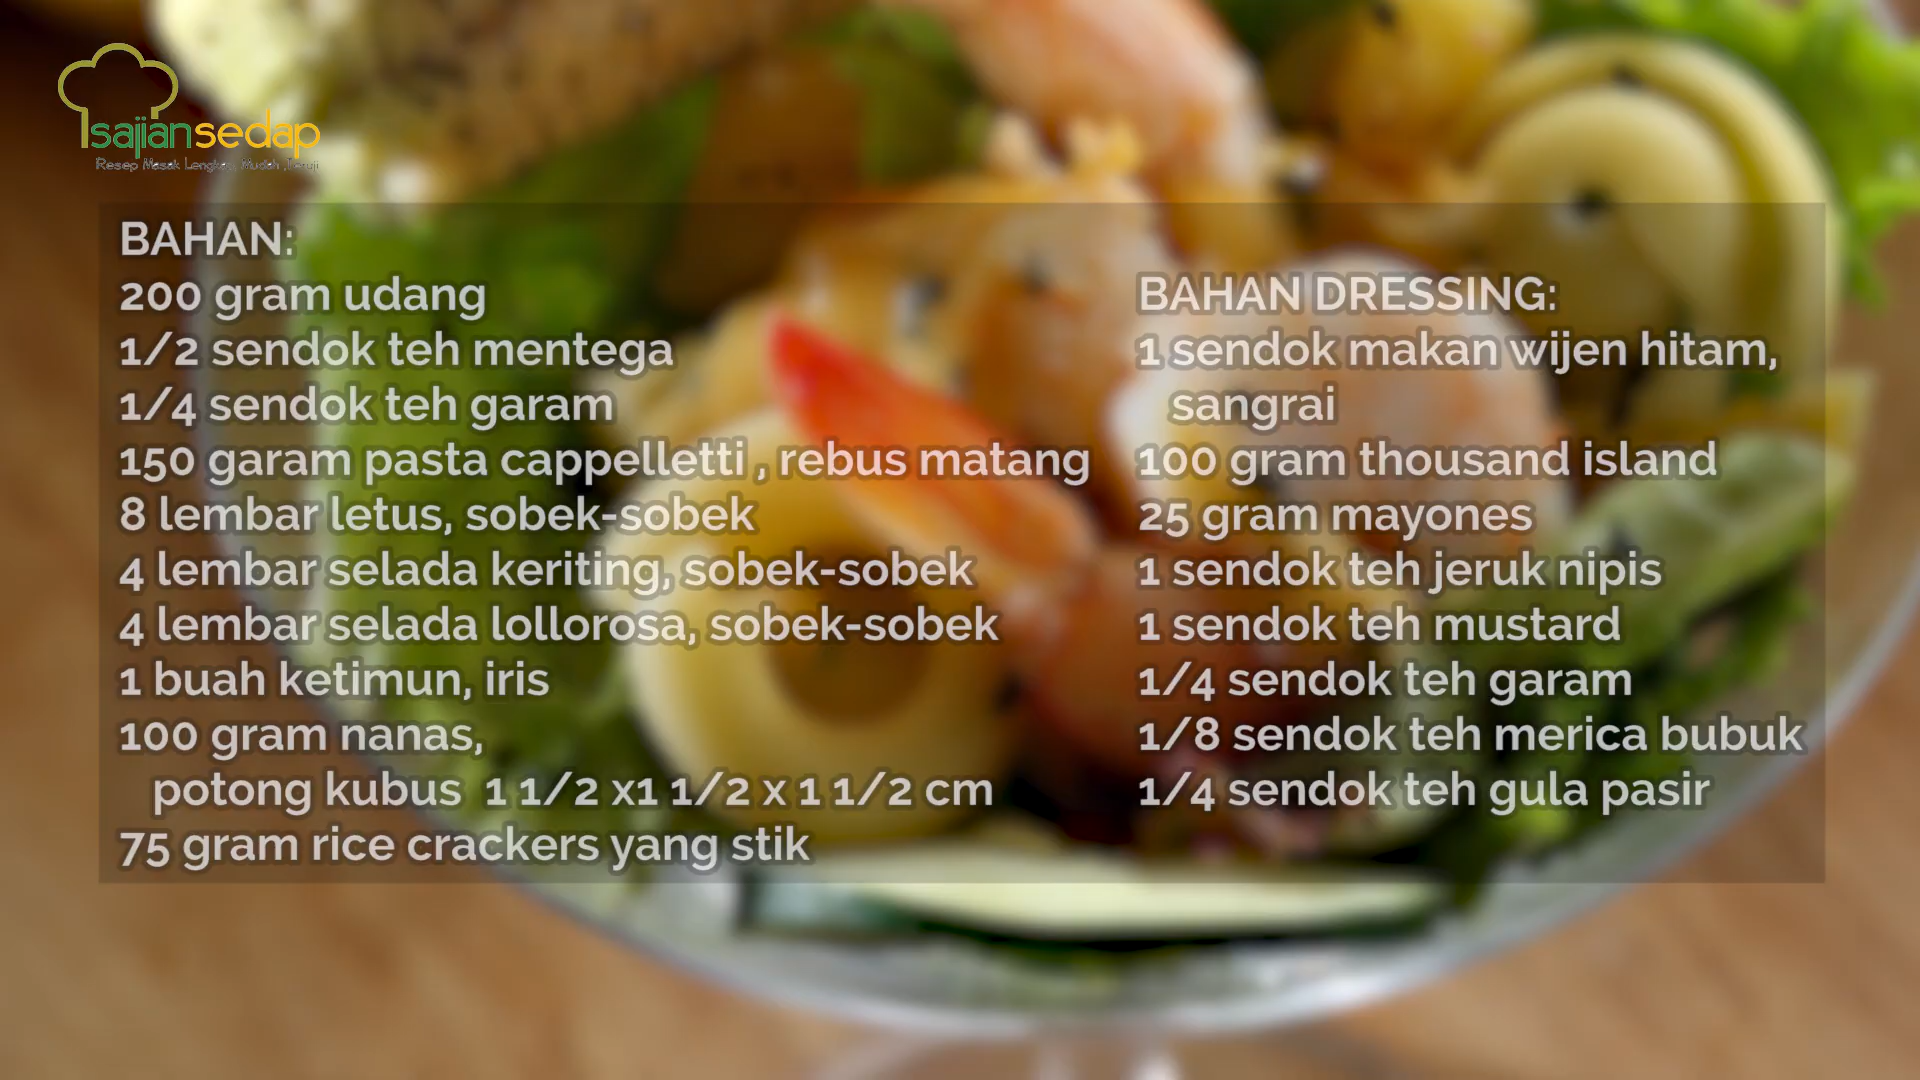 sajiansedap
Resep Masak Lengkap, Mudah, Teruji
BAHAN:
200 gram udang
1/2 sendok teh mentega
1/4 sendok teh garam
150 garam pasta cappelletti , rebus matang
8 lembar letus, sobek-sobek
4 lembar selada keriting, sobek-sobek
4 lembar selada lollorosa, sobek-sobek
1 buah ketimun, iris
100 gram nanas,
potong kubus 1 1/2 x1 1/2 x 1 1/2 cm
75 gram rice crackers yang stik
BAHAN DRESSING:
1 sendok makan wijen hitam,
sangrai
100 gram thousand island
25 gram mayones
1 sendok teh jeruk nipis
1 sendok teh mustard
1/4 sendok teh garam
1/8 sendok teh merica bubuk
1/4 sendok teh gula pasir